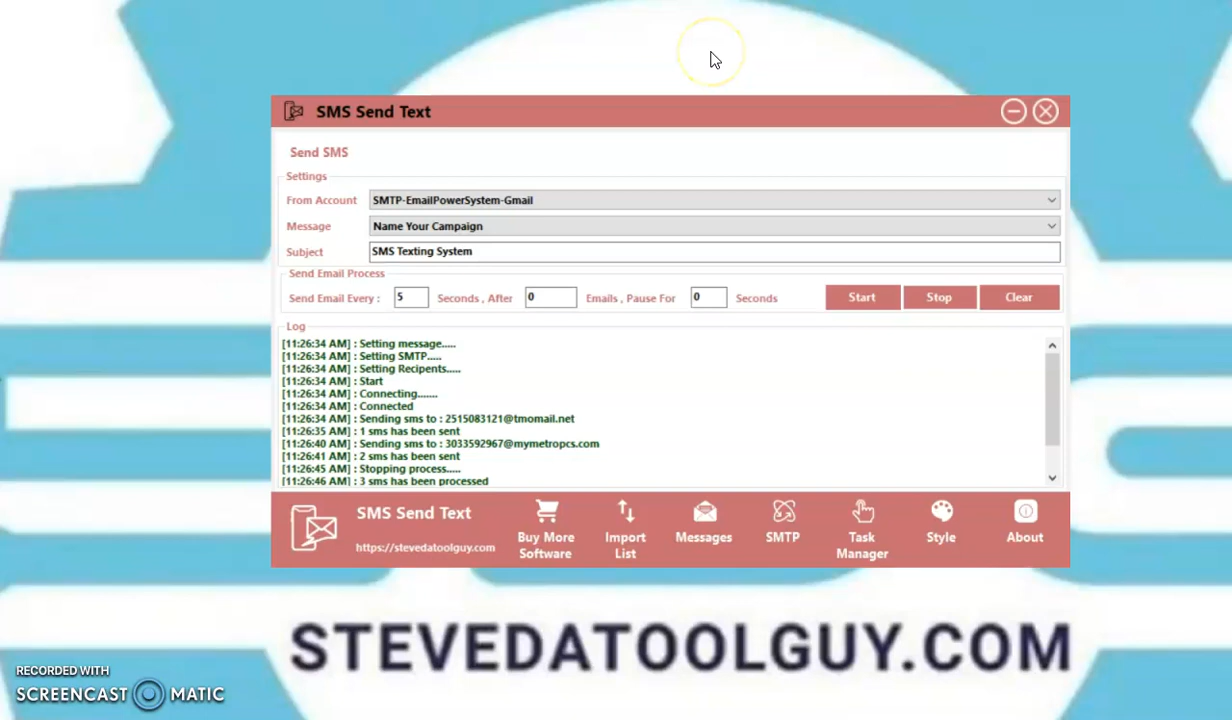 SMS Send Text
Send SMS
Settings
From Account SMTP-EmailPowerSystem-Gmail
Message Name Your Campaign
Subject SMS Texting System
Send Email Process
Send Email Every : 5 Seconds , After 0 Emails , Pause For 0 Seconds Start Stop Clear
Log
[11:26:34 AM] : Setting message.....
[11:26:34 AM] : Setting SMTP.....
[11:26:34 AM] : Setting Recipents.....
[11:26:34 AM] : Start
[11:26:34 AM] : Connecting.......
[11:26:34 AM] : Connected
[11:26:34 AM] : Sending sms to : 2515083121@tmomail.net
[11:26:35 AM] : 1 sms has been sent
[11:26:40 AM] : Sending sms to : 3033592967@mymetropcs.com
[11:26:41 AM] : 2 sms has been sent
[11:26:45 AM] : Stopping process.....
[11:26:46 AM] : 3 sms has been processed
SMS Send Text
https://stevedatoolguy.com
Buy More
Software
Import
List
Messages
SMTP
Task
Manager
Style
About
STEVEDATOOLGUY.COM
RECORDED WITH
SCREENCAST MATIC